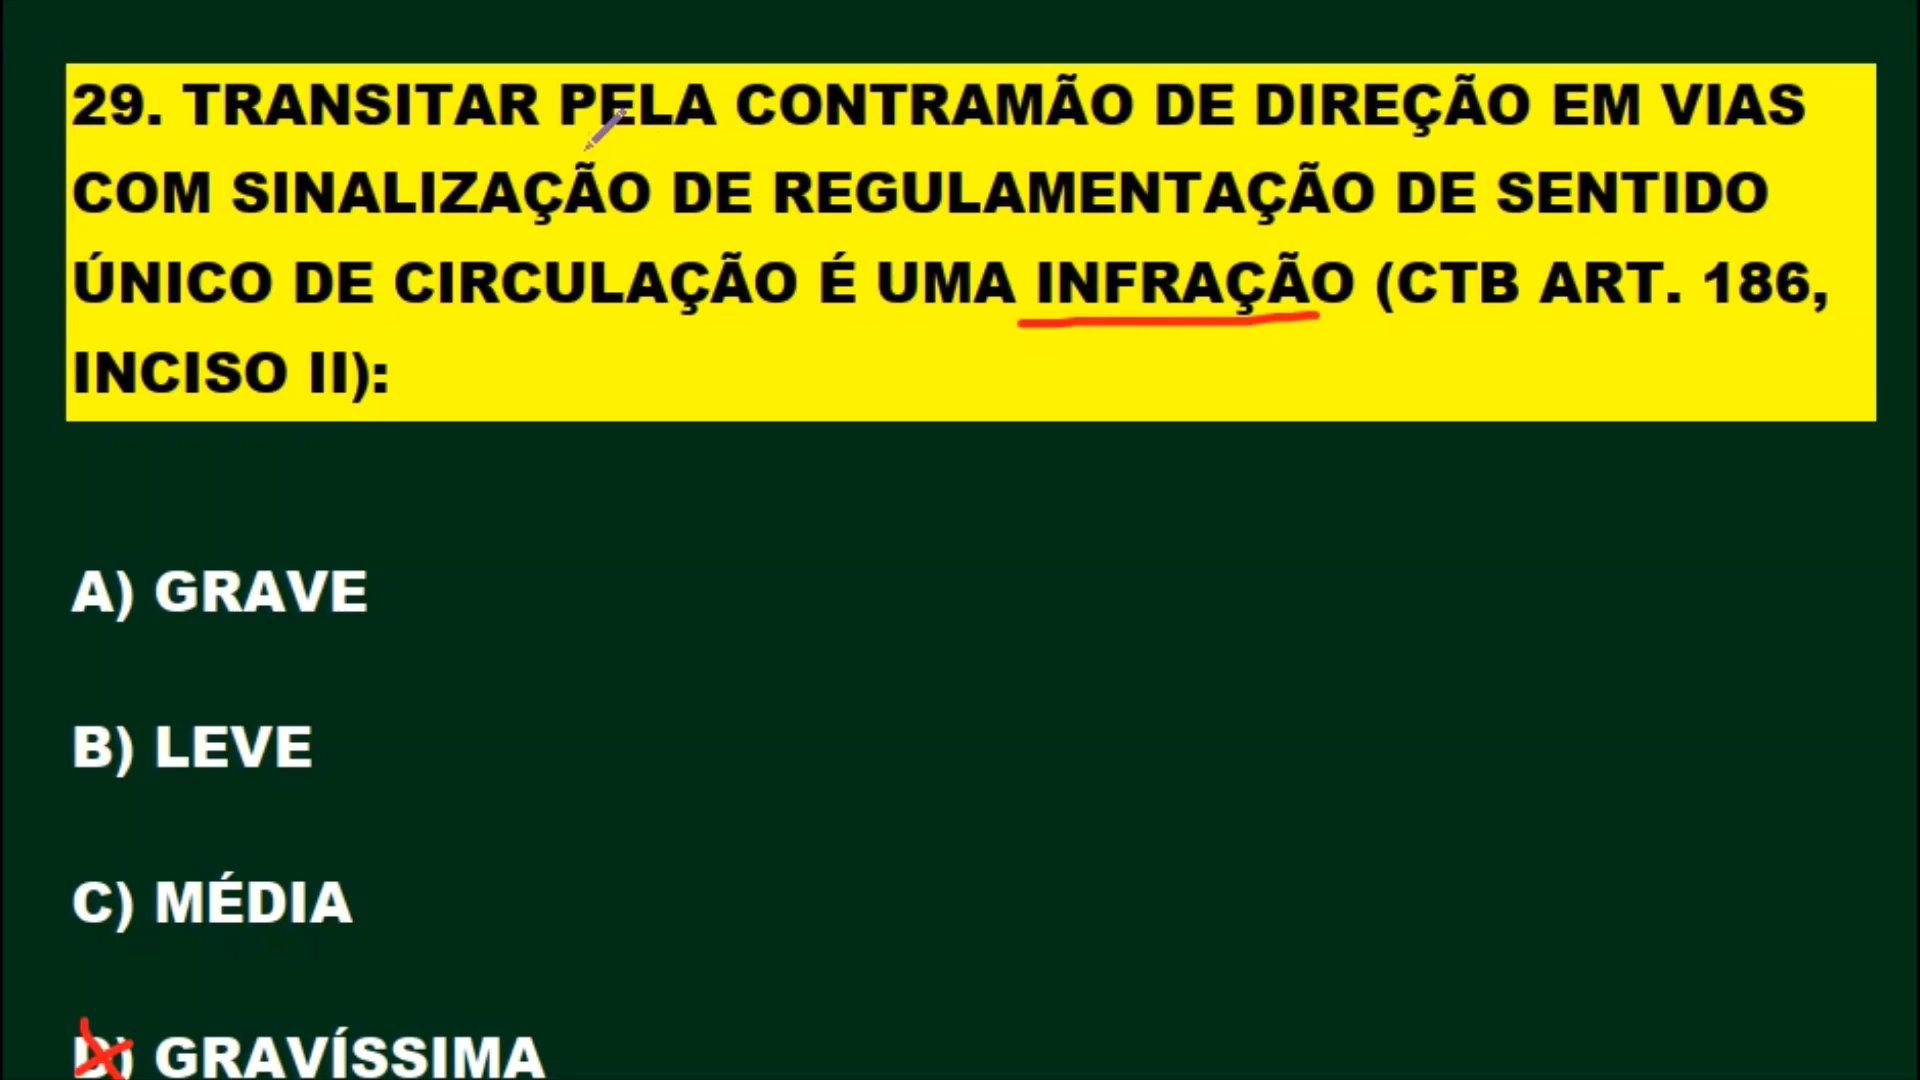 29. TRANSITAR PELA CONTRAMÃO DE DIREÇÃO EM VIAS
COM SINALIZAÇÃO DE REGULAMENTAÇÃO DE SENTIDO
ÚNICO DE CIRCULAÇÃO É UMA INFRAÇÃO (CTB ART. 186,
INCISO II):
A) GRAVE
B) LEVE
C) MÉDIA
D) GRAVÍSSIMA